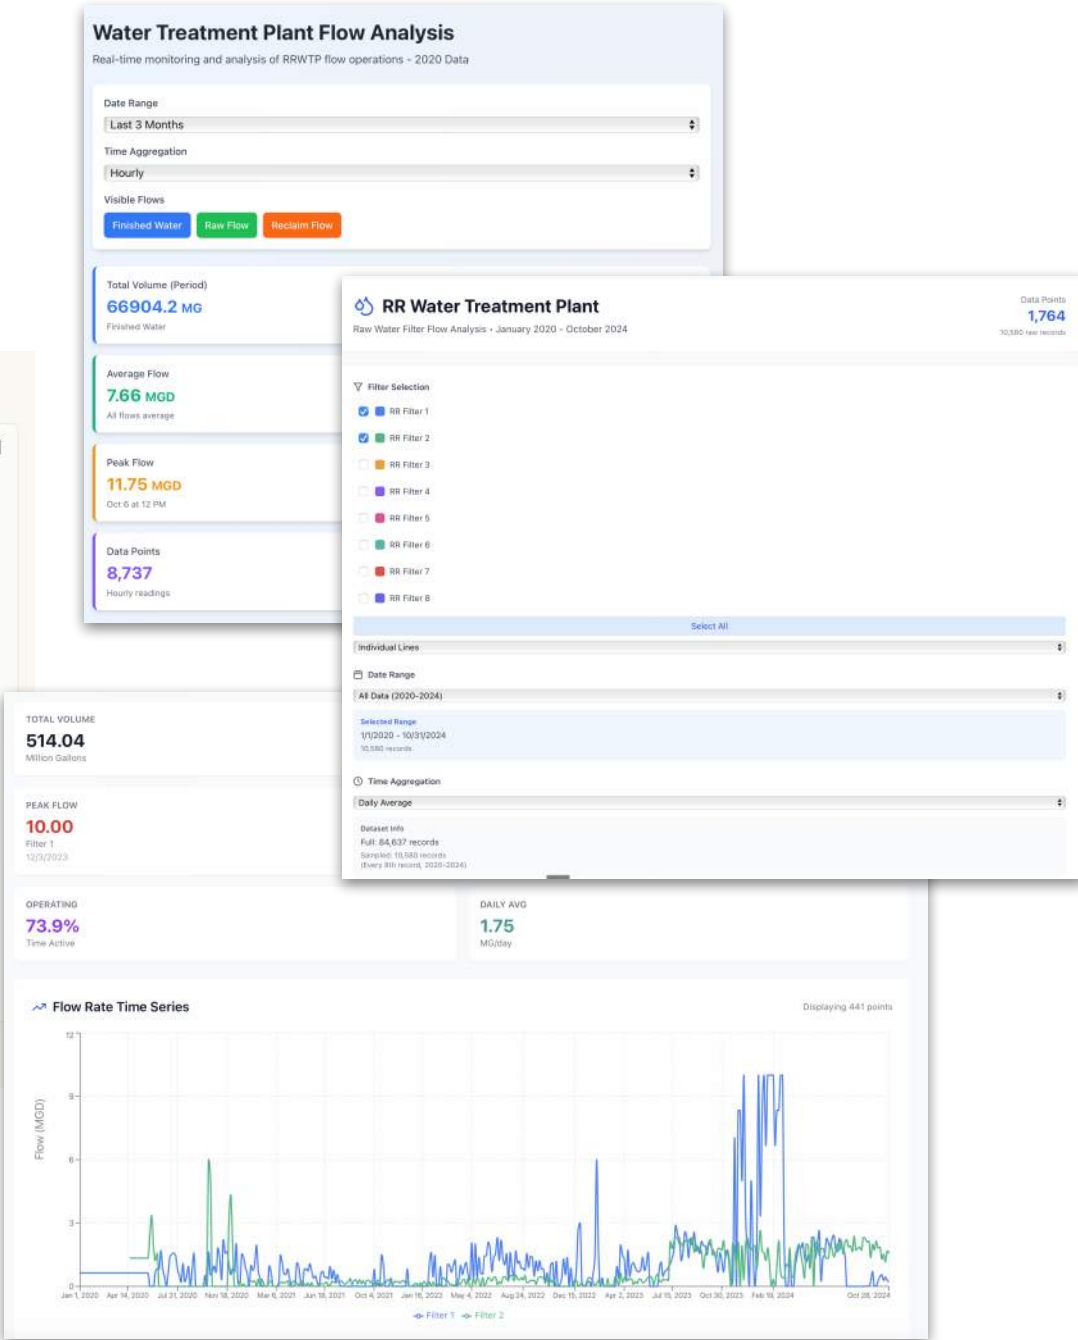 Water Treatment Plant Flow Analysis
Real-time monitoring and analysis of RRWTP flow operations - 2020 Data
Date Range
Last 3 Months
Time Aggregation
Hourly
Visible Flows
Finished Water
Raw Flow
Reclaim Flow
Total Volume (Period)
66904.2 MG
Finished Water
Average Flow
7.66 MGD
All flows average
Peak Flow
11.75 MGD
Oct 6 at 12 PM
Data Points
8,737
Hourly readings
RR Water Treatment Plant
Raw Water Filter Flow Analysis • January 2020 - October 2024
Data Points
1,764
10,580 raw records
Filter Selection
RR Filter 1
RR Filter 2
RR Filter 3
RR Filter 4
RR Filter 5
RR Filter 6
RR Filter 7
RR Filter 8
Select All
Individual Lines
Date Range
All Data (2020-2024)
Selected Range
1/1/2020 - 10/31/2024
10,580 records
Time Aggregation
Daily Average
Dataset Info
Full: 84,637 records
Sampled: 10,580 records
(Every 8th record, 2020-2024)
TOTAL VOLUME
514.04
Million Gallons
PEAK FLOW
10.00
Filter 1
12/3/2023
OPERATING
73.9%
Time Active
DAILY AVG
1.75
MG/day
Flow Rate Time Series
Displaying 441 points
Flow (MGD)
12
9
6
3
0
Jan 1, 2020 Apr 14, 2020 Jul 31, 2020 Nov 18, 2020 Mar 6, 2021 Jun 18, 2021 Oct 4, 2021 Jan 16, 2022 May 4, 2022 Aug 24, 2022 Dec 15, 2022 Apr 2, 2023 Jul 15, 2023 Oct 30, 2023 Feb 18, 2024 Oct 28, 2024
Filter 1 Filter 2